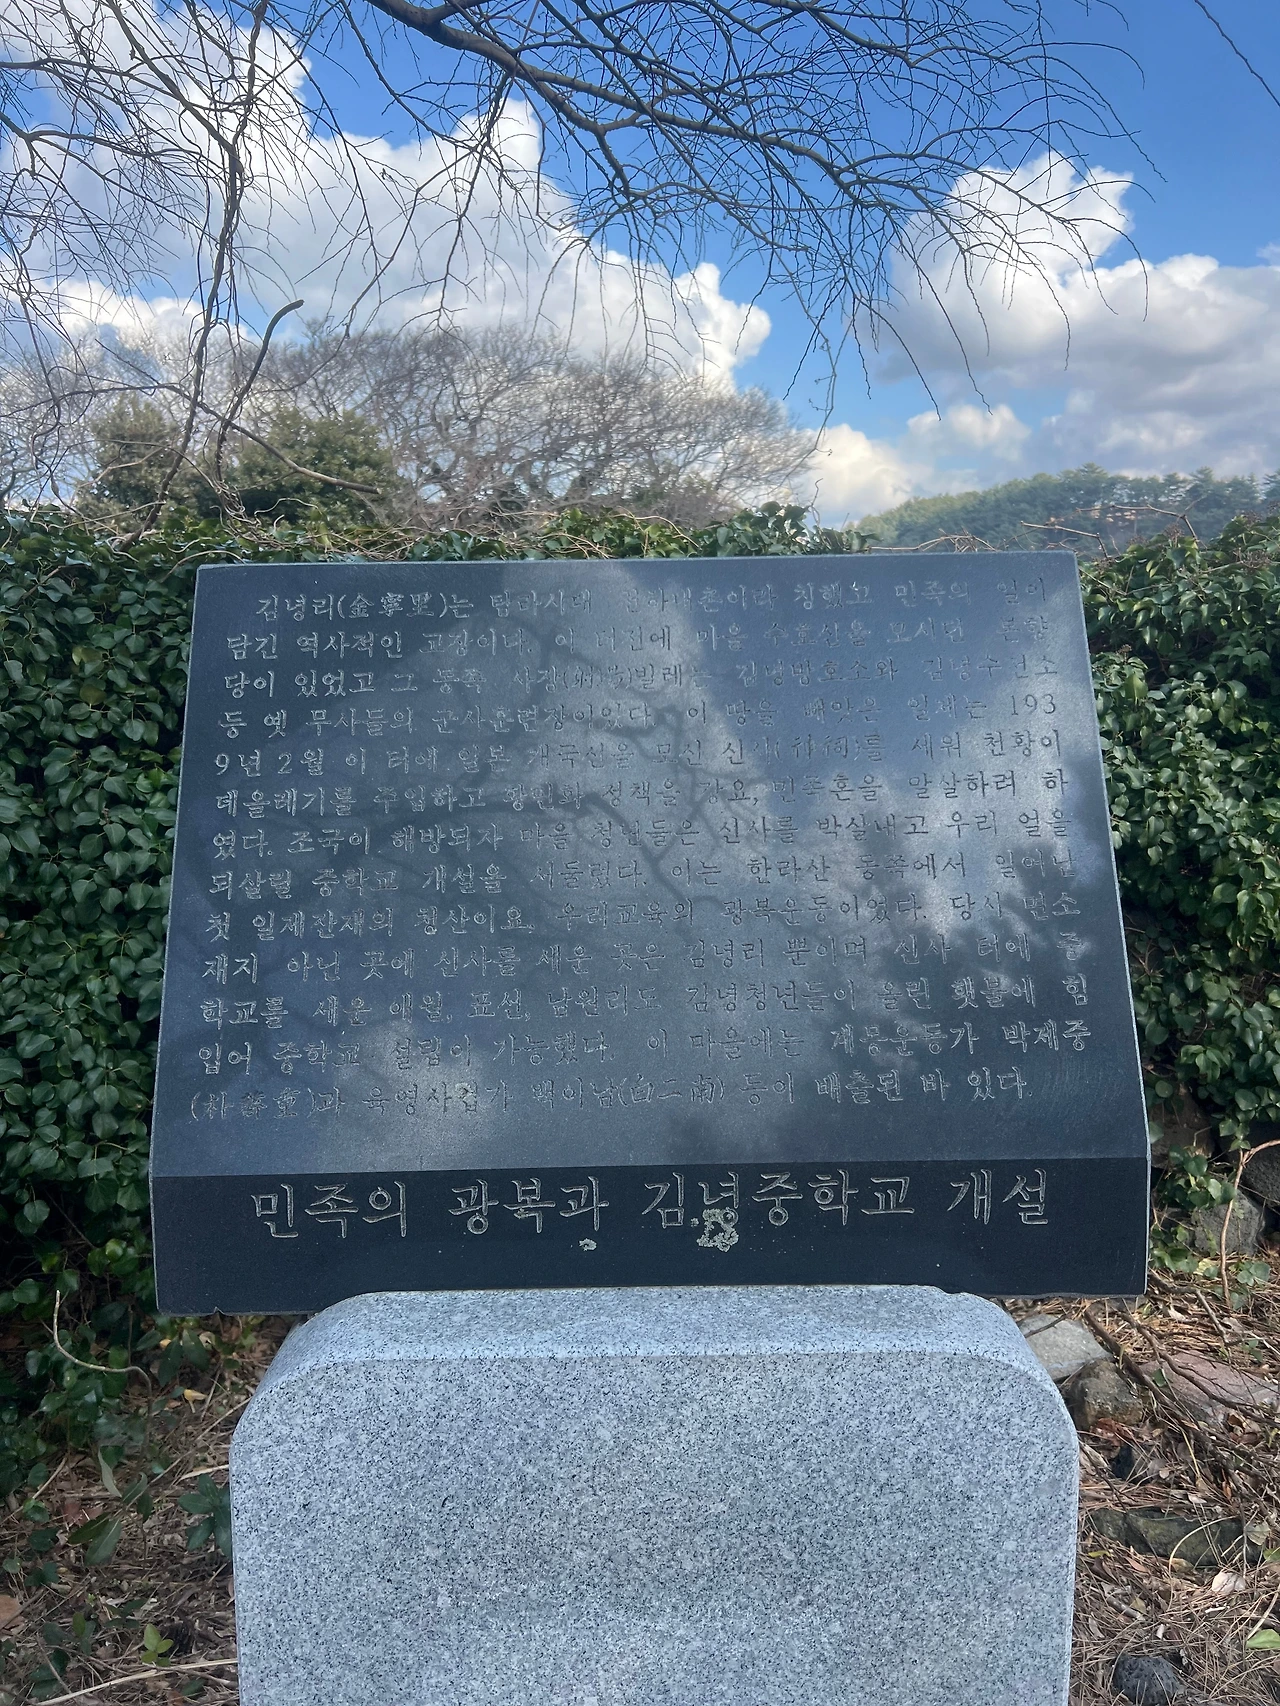 김녕리(金寧里)는 탐라시대 이라 칭했고 민족의 얼이
담긴 역사적인 고장이다. 이 터전에 마을 수호신을 모시던 본향
당이 있었고 그 동쪽 사장(射場)빌레는 김녕방호소와 김녕수전소
등 옛 무사들의 군사훈련장이었다. 이 땅을 빼앗은 일제는 193
9년 2월 이 터에 일본 개국신을 모신 신사(神祠)를 세워 천황이
데올레기를 주입하고 황민화 정책을 강요, 민족혼을 말살하려 하
였다. 조국이 해방되자 마을 청년들은 신사를 박살내고 우리 얼을
되살릴 중학교 개설을 서둘렀다. 이는 한라산 동쪽에서 일어난
첫 일제잔재의 청산이요, 우리교육의 광복운동이었다. 당시 면소
재지 아닌 곳에 신사를 세운 곳은 김녕리 뿐이며 신사 터에 중
학교를 세운 애월, 표선, 남원리도 김녕청년들이 올린 횃불에 힘
입어 중학교 설립이 가능했다. 이 마을에는 계몽운동가 박제중
과 육영사업가 백이남(白二南) 등이 배출된 바 있다.
민족의 광복과 김녕중학교 개설